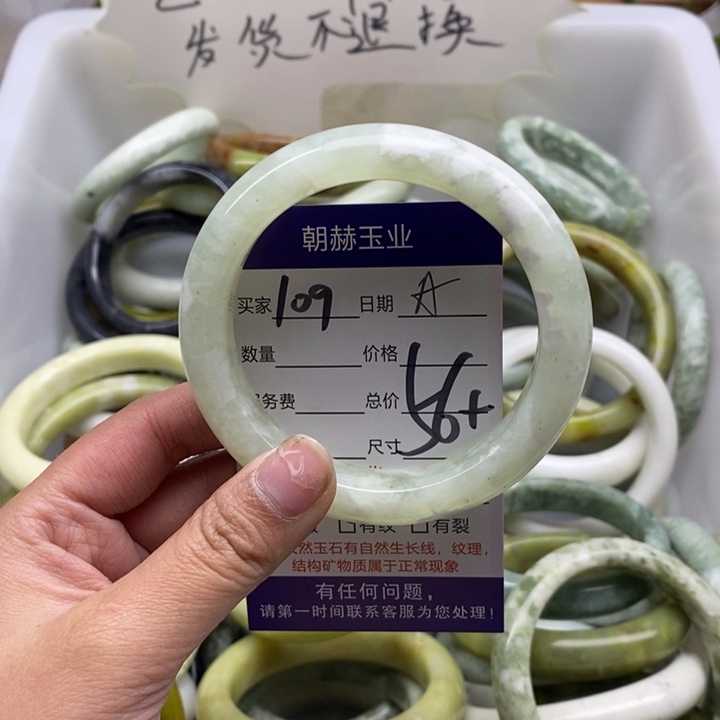 发货不退换
朝赫玉业
买家 109 日期 A
数量 价格
务费 总价
尺寸 56+
有纹 有裂
然玉石有自然生长线，纹理，
结构矿物质属于正常现象
有任何问题，
请第一时间联系客服为您处理！